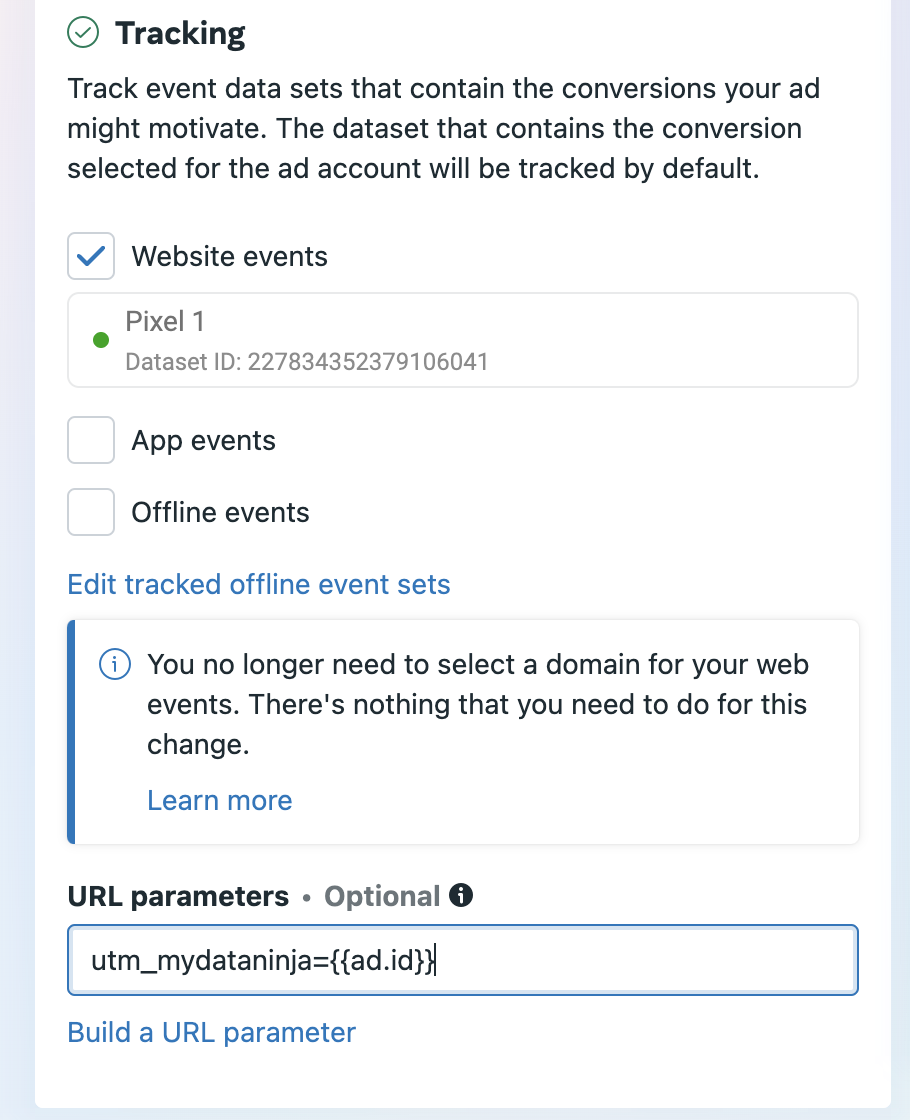 Tracking
Track event data sets that contain the conversions your ad
might motivate. The dataset that contains the conversion
selected for the ad account will be tracked by default.
Website events
Pixel 1
Dataset ID: 227834352379106041
App events
Offline events
Edit tracked offline event sets
You no longer need to select a domain for your web
events. There's nothing that you need to do for this
change.
Learn more
URL parameters • Optional
utm_mydataninja={{ad.id}}
Build a URL parameter